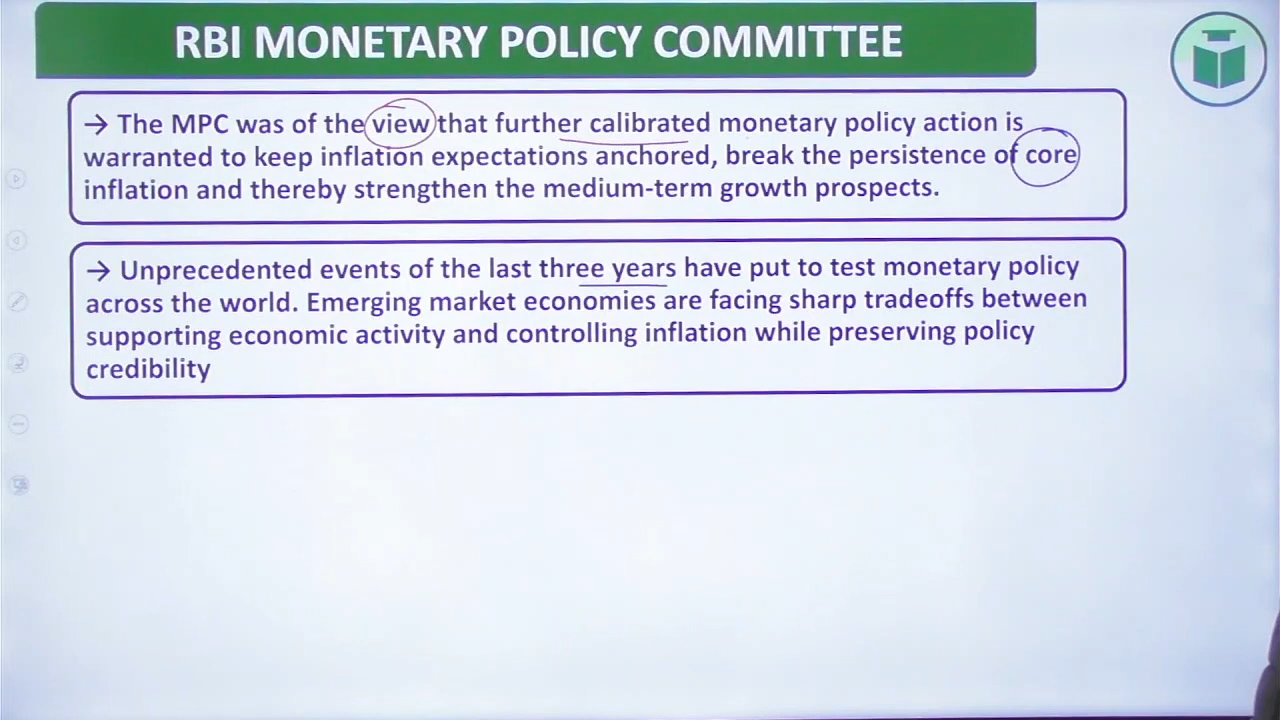 RBI MONETARY POLICY COMMITTEE
→ The MPC was of the view that further calibrated monetary policy action is
warranted to keep inflation expectations anchored, break the persistence of core
inflation and thereby strengthen the medium-term growth prospects.
→ Unprecedented events of the last three years have put to test monetary policy
across the world. Emerging market economies are facing sharp tradeoffs between
supporting economic activity and controlling inflation while preserving policy
credibility